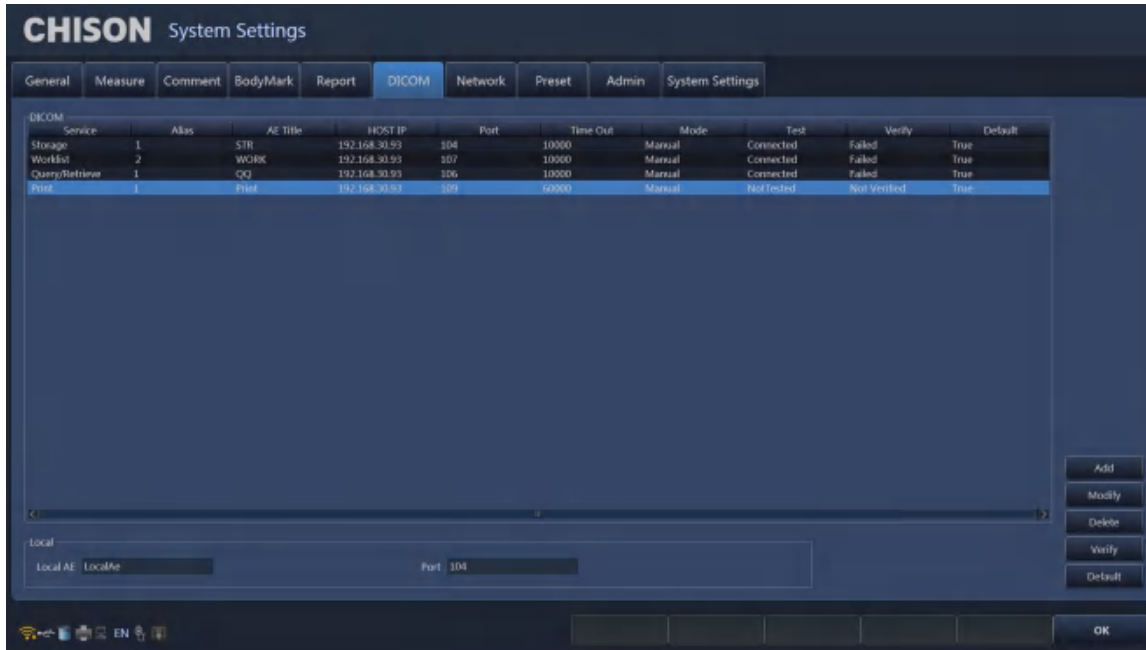 CHISON System Settings
General Measure Comment BodyMark Report DICOM Network Preset Admin System Settings
DICOM
Service Alias AE Title HOST IP Port Time Out Mode Test Verify Default
Storage 1 STR 192.168.30.93 104 10000 Manual Connected Failed True
Worklist 2 WORK 192.168.30.93 107 10000 Manual Connected Failed True
Query/Retrieve 1 QQ 192.168.30.93 106 10000 Manual Connected Failed True
Print 1 Print 192.168.30.93 109 60000 Manual NotTested Not Verified True
Add
Modify
Delete
Verify
Default
Local
Local AE LocalAe Port 104
EN
OK